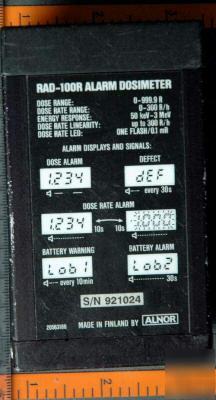 RAD-100R ALARM DOSIMETER
DOSE RANGE: 0-999.9 R
DOSE RATE RANGE: 0-300 R/h
ENERGY RESPONSE: 50 keV-3 MeV
DOSE RATE LINEARITY: up to 300 R/h
DOSE RATE LED: ONE FLASH/0.1 mR
ALARM DISPLAYS AND SIGNALS:
DOSE ALARM DEFECT
1.234 dEF
every 30s
DOSE RATE ALARM
1.234 10s 10s
BATTERY WARNING BATTERY ALARM
Lob1 Lob2
every 10min 30s
S/N 921024
MADE IN FINLAND BY ALNOR